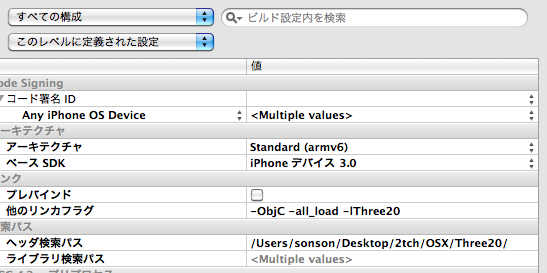 すべての構成 ビルド設定内を検索
このレベルに定義された設定
値
ode Signing
コード署名 ID
Any iPhone OS Device <Multiple values>
ーキテクチャ
アーキテクチャ Standard (armv6)
ベース SDK iPhone デバイス 3.0
ンク
プレバインド
他のリンカフラグ -ObjC -all_load -lThree20
索パス
ヘッダ検索パス /Users/sonson/Desktop/2tch/OSX/Three20/
ライブラリ検索パス <Multiple values>